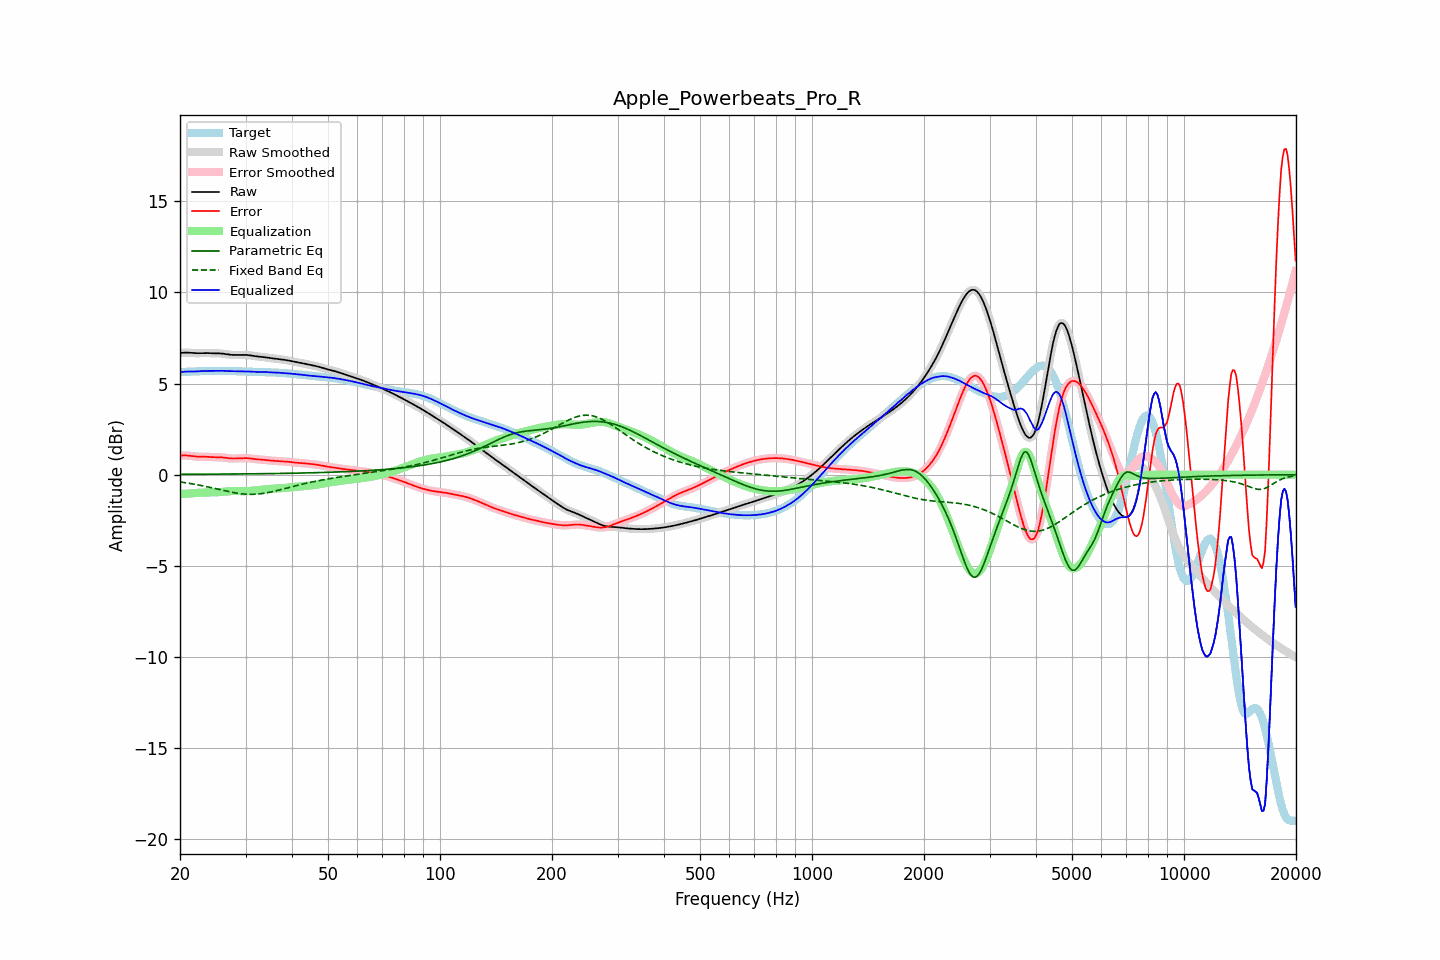 Apple_Powerbeats_Pro_R
Target
Raw Smoothed
Error Smoothed
Raw
Error
Equalization
Parametric Eq
Fixed Band Eq
Equalized
15
10
5
0
−5
−10
−15
−20
Amplitude (dBr)
20
50
100
200
500
1000
2000
5000
10000
20000
Frequency (Hz)